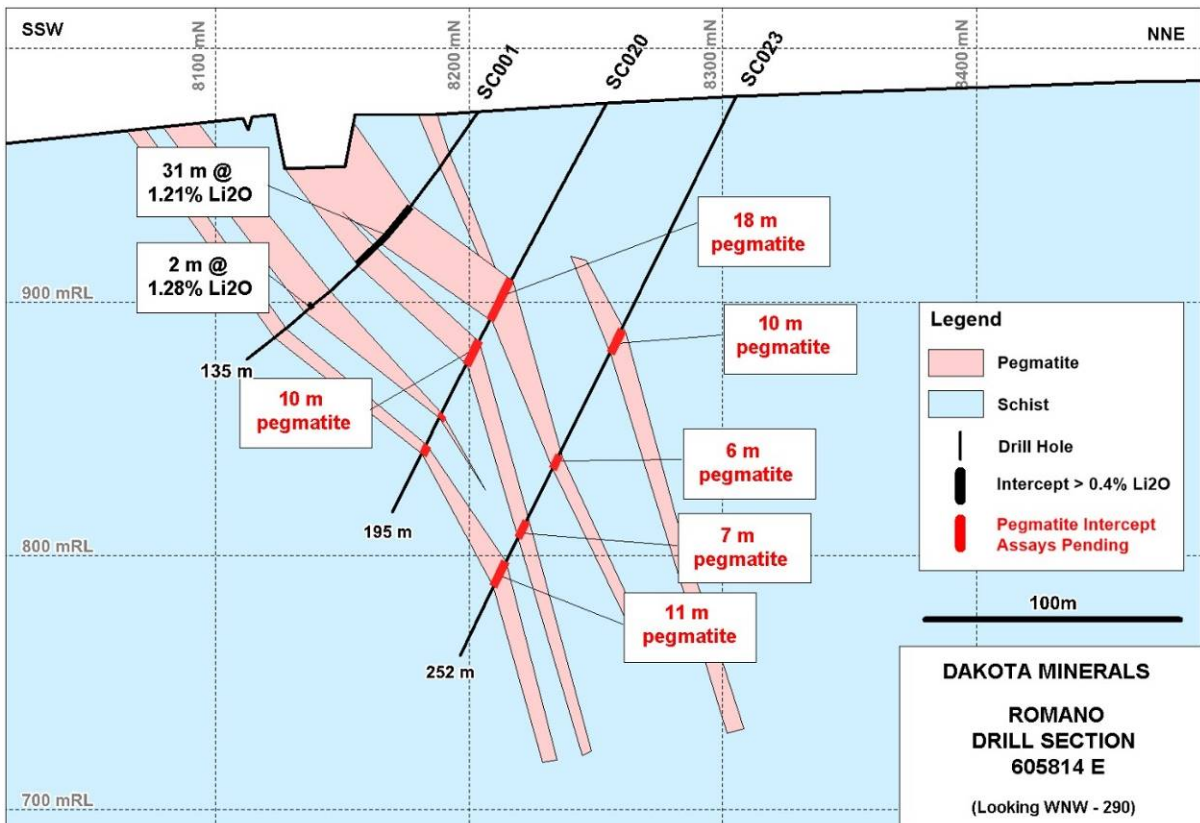 SSW
8100 mN
8200 mN
SC001
SC020
8300 mN
SC023
8400 mN
NNE
31 m @
1.21% Li2O
2 m @
1.28% Li2O
18 m
pegmatite
900 mRL
10 m
pegmatite
135 m
10 m
pegmatite
6 m
pegmatite
195 m
7 m
pegmatite
800 mRL
11 m
pegmatite
252 m
700 mRL
Legend
Pegmatite
Schist
Drill Hole
Intercept > 0.4% Li2O
Pegmatite Intercept
Assays Pending
100m
DAKOTA MINERALS
ROMANO
DRILL SECTION
605814 E
(Looking WNW - 290)